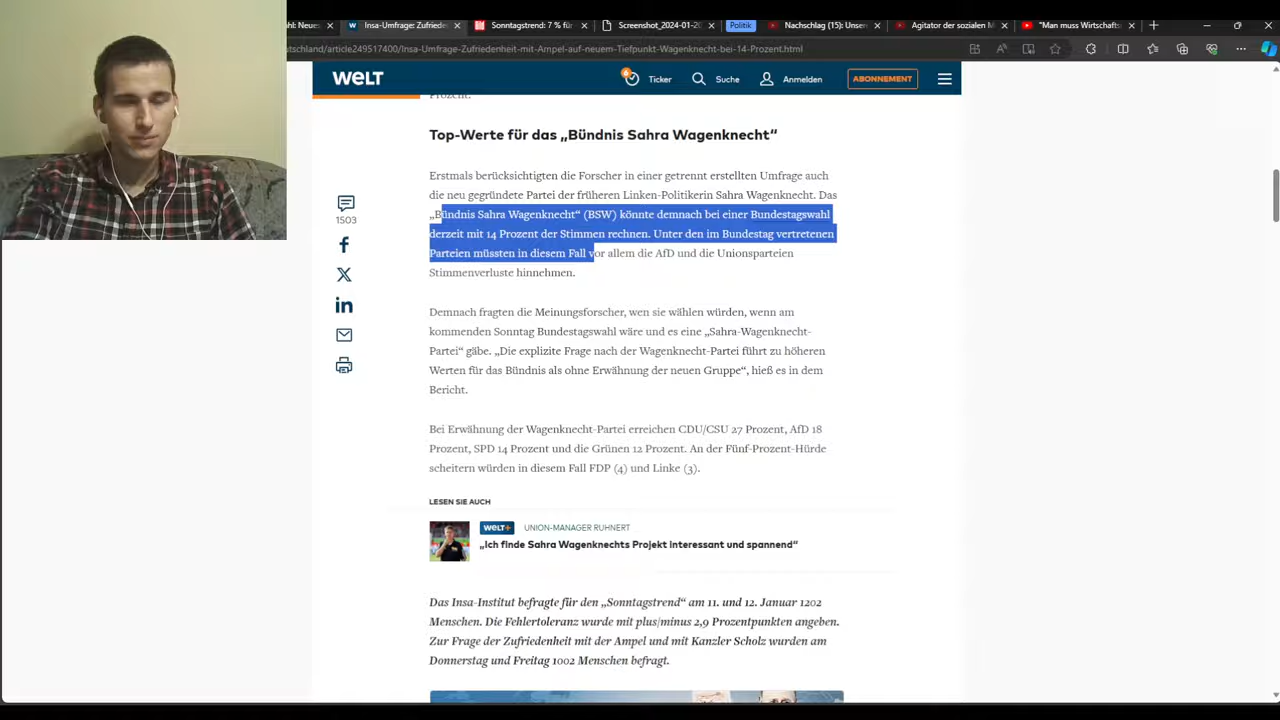 hl: Neues
Insa-Umfrage: Zufriede
Sonntagstrend: 7 % für
Screenshot_2024-01-20
Politik
Nachschlag (15): Unser
Agitator der sozialen M
"Man muss Wirtschafts
utschland/article249517400/Insa-Umfrage-Zufriedenheit-mit-Ampel-auf-neuem-Tiefpunkt-Wagenknecht-bei-14-Prozent.html
WELT
6
Ticker
Suche
Anmelden
ABONNEMENT
Prozent.
Top-Werte für das „Bündnis Sahra Wagenknecht“
Erstmals berücksichtigten die Forscher in einer getrennt erstellten Umfrage auch
die neu gegründete Partei der früheren Linken-Politikerin Sahra Wagenknecht. Das
„Bündnis Sahra Wagenknecht“ (BSW) könnte demnach bei einer Bundestagswahl
derzeit mit 14 Prozent der Stimmen rechnen. Unter den im Bundestag vertretenen
Parteien müssten in diesem Fall vor allem die AfD und die Unionsparteien
Stimmenverluste hinnehmen.
1503
Demnach fragten die Meinungsforscher, wen sie wählen würden, wenn am
kommenden Sonntag Bundestagswahl wäre und es eine „Sahra-Wagenknecht-
Partei“ gäbe. „Die explizite Frage nach der Wagenknecht-Partei führt zu höheren
Werten für das Bündnis als ohne Erwähnung der neuen Gruppe“, hieß es in dem
Bericht.
Bei Erwähnung der Wagenknecht-Partei erreichen CDU/CSU 27 Prozent, AfD 18
Prozent, SPD 14 Prozent und die Grünen 12 Prozent. An der Fünf-Prozent-Hürde
scheitern würden in diesem Fall FDP (4) und Linke (3).
LESEN SIE AUCH
WELT+ UNION-MANAGER RUHNERT
„Ich finde Sahra Wagenknechts Projekt interessant und spannend“
Das Insa-Institut befragte für den „Sonntagstrend“ am 11. und 12. Januar 1202
Menschen. Die Fehlertoleranz wurde mit plus/minus 2,9 Prozentpunkten angeben.
Zur Frage der Zufriedenheit mit der Ampel und mit Kanzler Scholz wurden am
Donnerstag und Freitag 1002 Menschen befragt.